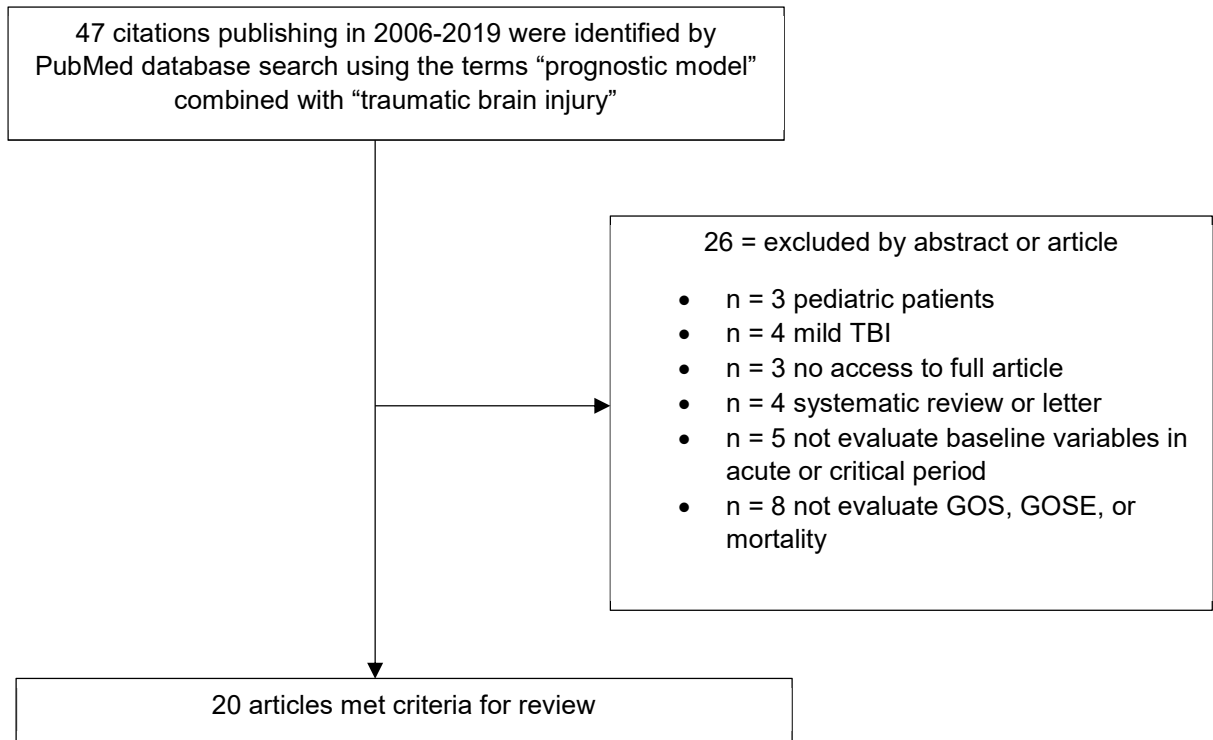 47 citations publishing in 2006-2019 were identified by
PubMed database search using the terms “prognostic model”
combined with “traumatic brain injury”
26 = excluded by abstract or article
• n = 3 pediatric patients
• n = 4 mild TBI
• n = 3 no access to full article
• n = 4 systematic review or letter
• n = 5 not evaluate baseline variables in
acute or critical period
• n = 8 not evaluate GOS, GOSE, or
mortality
20 articles met criteria for review